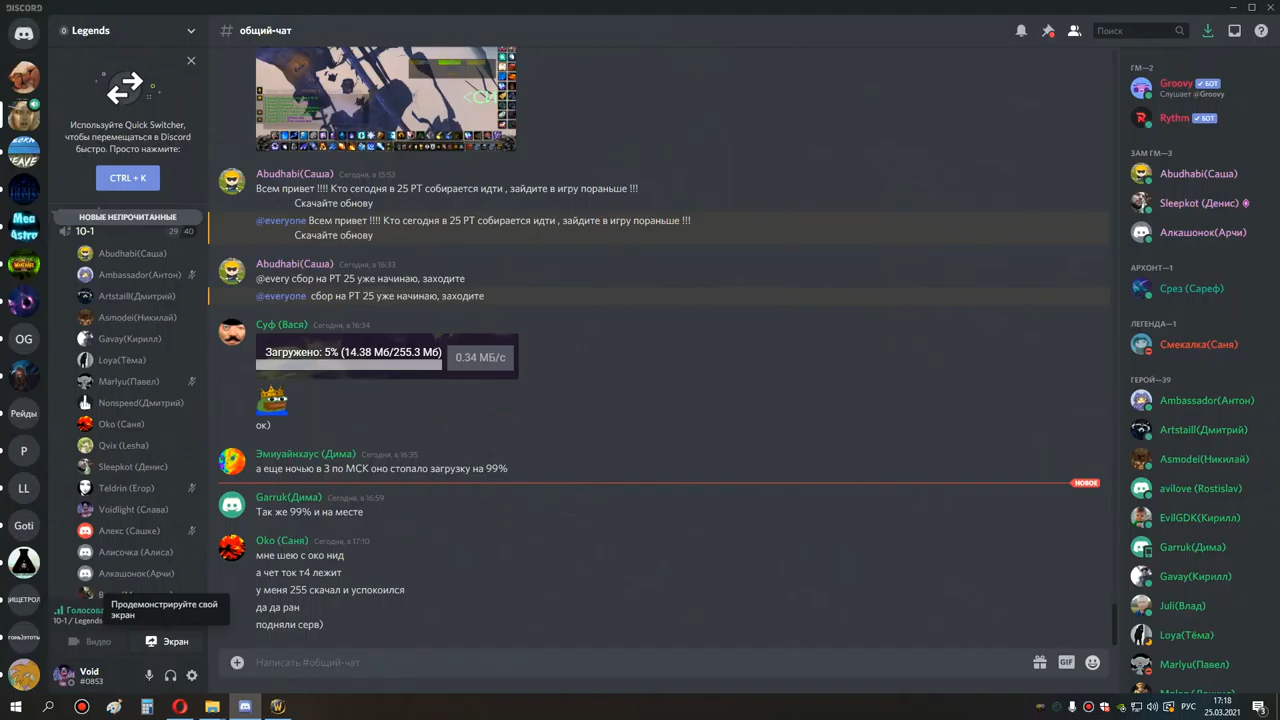 DISCORD
Legends
# общий-чат
Поиск
Используйте Quick Switcher,
чтобы перемещаться в Discord
быстро. Просто нажмите:
CTRL + K
НОВЫЕ НЕПРОЧИТАННЫЕ
10-1
29 40
Abudhabi(Саша)
Ambassador(Антон)
Artstaill(Дмитрий)
Asmodei(Никилай)
Gavay(Кирилл)
Loya(Тёма)
Marlyu(Павел)
Nonspeed(Дмитрий)
Oko (Саня)
Qvix (Lesha)
Sleepkot (Денис)
Teldrin (Егор)
Voidlight (Слава)
Алекс (Сашке)
Алисочка (Алиса)
Алкашонок(Арчи)
Продемонстрируйте свой
экран
Голосова
10-1 / Legends
Видео
Экран
Void
#0853
EAVE
Mea
Astro
OG
Рейды
P
LL
Goti
Abudhabi(Саша) Сегодня, в 15:53
Всем привет !!!! Кто сегодня в 25 РТ собирается идти , зайдите в игру пораньше !!!
Скачайте обнову
@everyone Всем привет !!!! Кто сегодня в 25 РТ собирается идти , зайдите в игру пораньше !!!
Скачайте обнову
Abudhabi(Саша) Сегодня, в 16:33
@every сбор на РТ 25 уже начинаю, заходите
@everyone сбор на РТ 25 уже начинаю, заходите
Суф (Вася) Сегодня, в 16:34
Загружено: 5% (14.38 Мб/255.3 Мб)
0.34 МБ/с
ок)
Эмиуайнхаус (Дима) Сегодня, в 16:35
а еще ночью в 3 по МСК оно стопало загрузку на 99%
НОВОЕ
Garruk(Дима) Сегодня, в 16:59
Так же 99% и на месте
Oko (Саня) Сегодня, в 17:10
мне шею с око нид
а чет ток т4 лежит
у меня 255 скачал и успокоился
да да ран
подняли серв)
Написать #общий-чат
GIF
ГМ—2
Groovy БОТ
Слушает @Groovy
Rythm БОТ
ЗАМ ГМ—3
Abudhabi(Саша)
Sleepkot (Денис)
Алкашонок(Арчи)
АРХОНТ—1
Срез (Сареф)
ЛЕГЕНДА—1
Смекалка(Саня)
ГЕРОЙ—39
Ambassador(Антон)
Artstaill(Дмитрий)
Asmodei(Никилай)
avilove (Rostislav)
EvilGDK(Кирилл)
Garruk(Дима)
Gavay(Кирилл)
Juli(Влад)
Loya(Тёма)
Marlyu(Павел)
РУС
17:18
25.03.2021